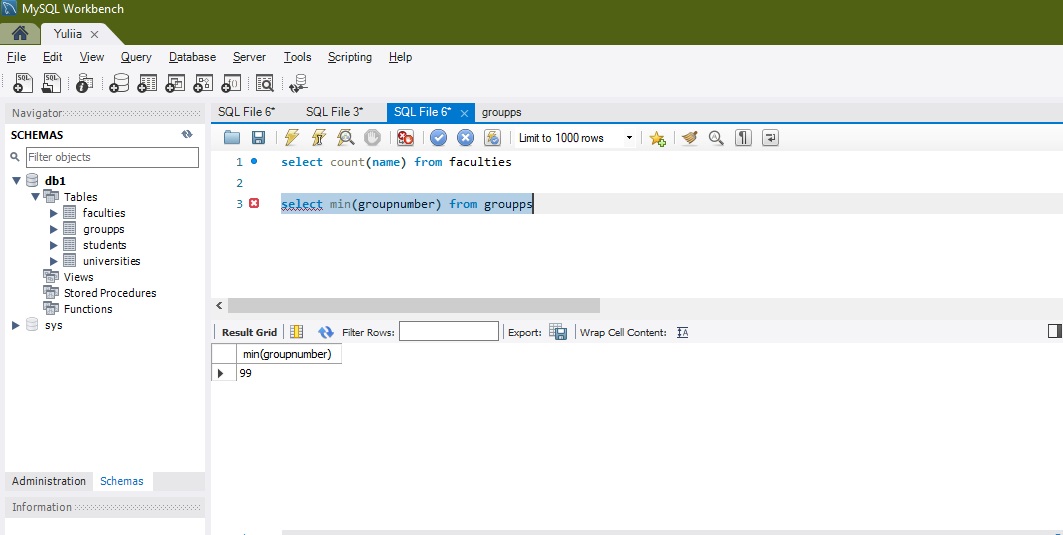 MySQL Workbench
Yuliia ×
File Edit View Query Database Server Tools Scripting Help
Navigator
SCHEMAS
Filter objects
db1
Tables
faculties
groupps
students
universities
Views
Stored Procedures
Functions
sys
Administration Schemas
Information
SQL File 6* SQL File 3* SQL File 6* × groupps
Limit to 1000 rows
1 select count(name) from faculties
2
3 select min(groupnumber) from groupps
Result Grid Filter Rows: Export: Wrap Cell Content:
min(groupnumber)
99